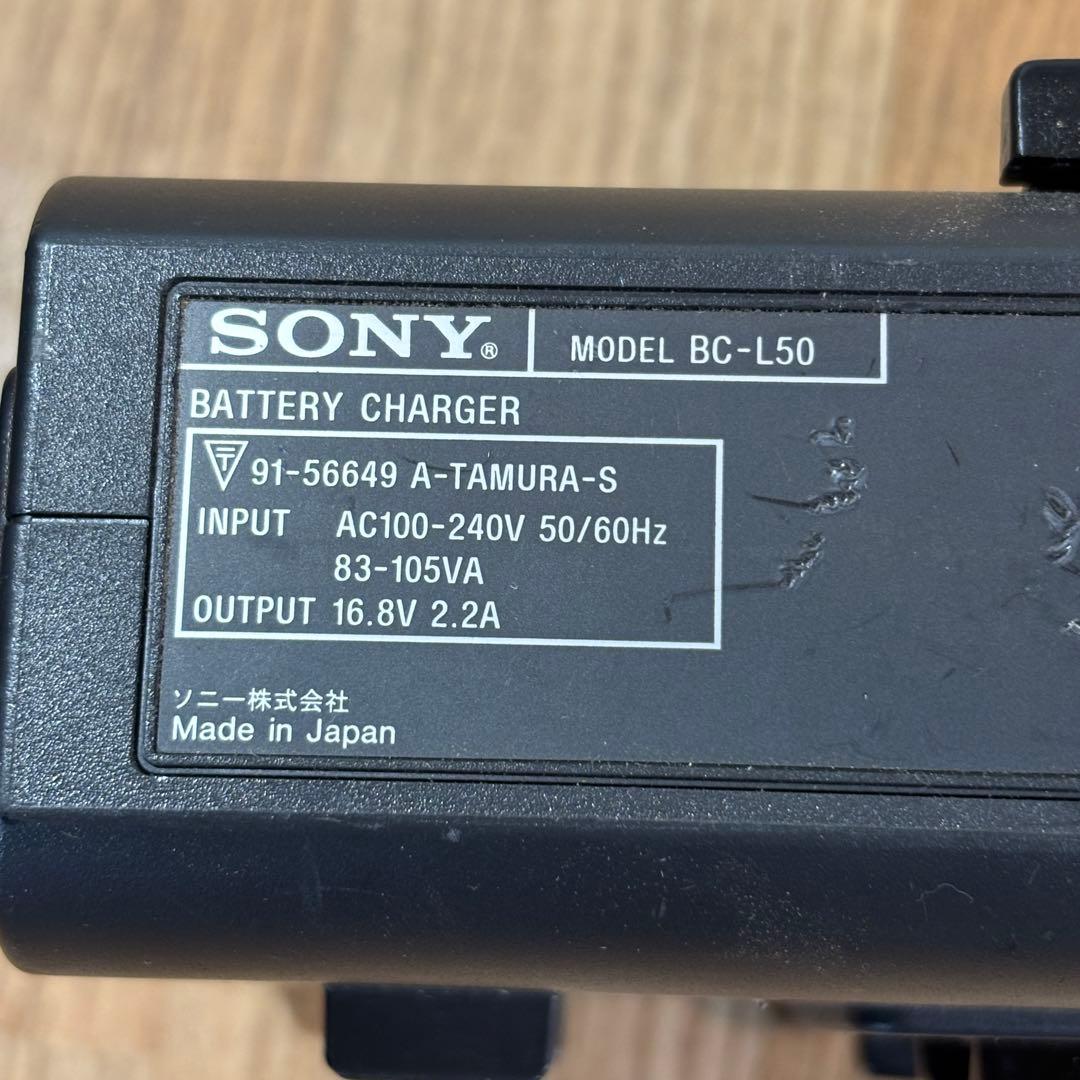 SONY® MODEL BC-L50
BATTERY CHARGER
91-56649 A-TAMURA-S
INPUT AC100-240V 50/60Hz
83-105VA
OUTPUT 16.8V 2.2A
ソニー株式会社
Made in Japan